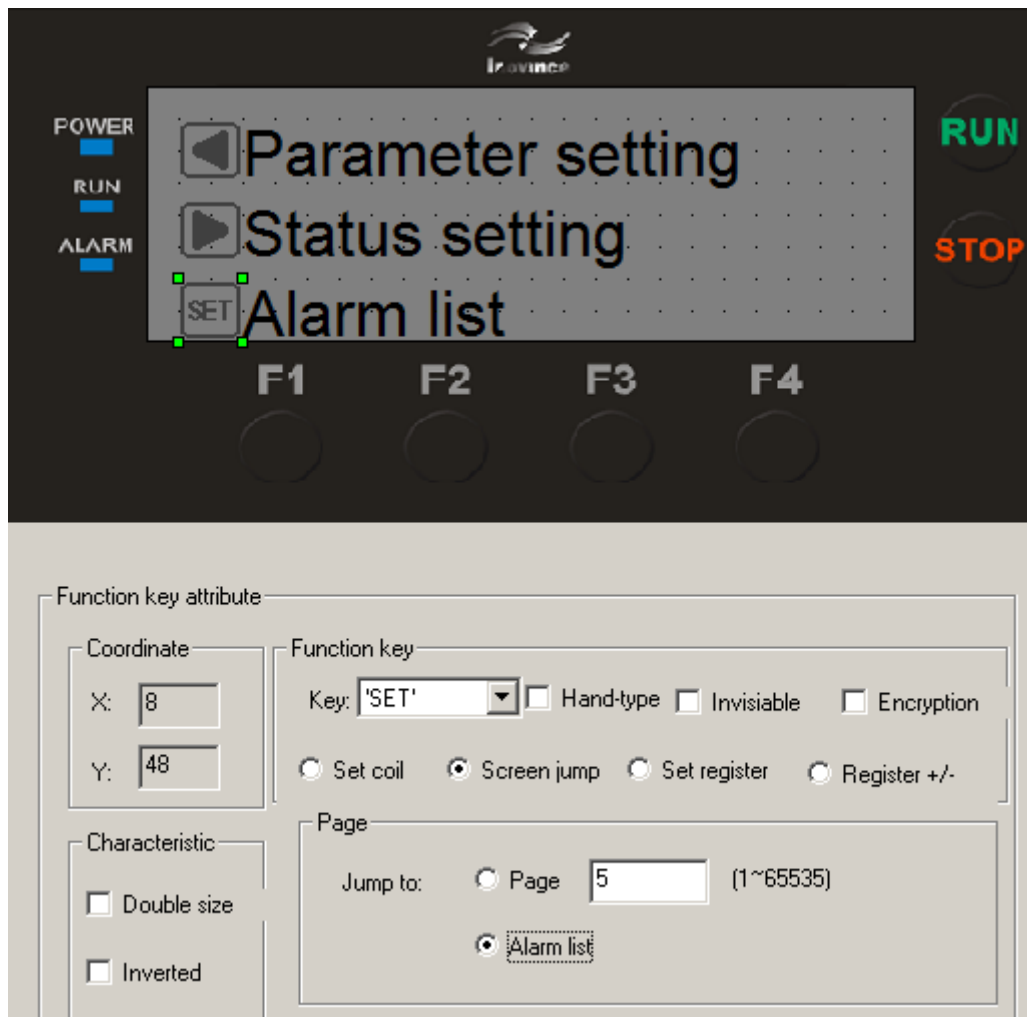 Inovince
POWER
RUN
ALARM
Parameter setting
Status setting
SET Alarm list
RUN
STOP
F1 F2 F3 F4
Function key attribute
Coordinate
X: 8
Y: 48
Function key
Key: 'SET' Hand-type Invisiable Encryption
Set coil Screen jump Set register Register +/-
Characteristic
Double size
Inverted
Page
Jump to: Page 5 (1~65535)
Alarm list